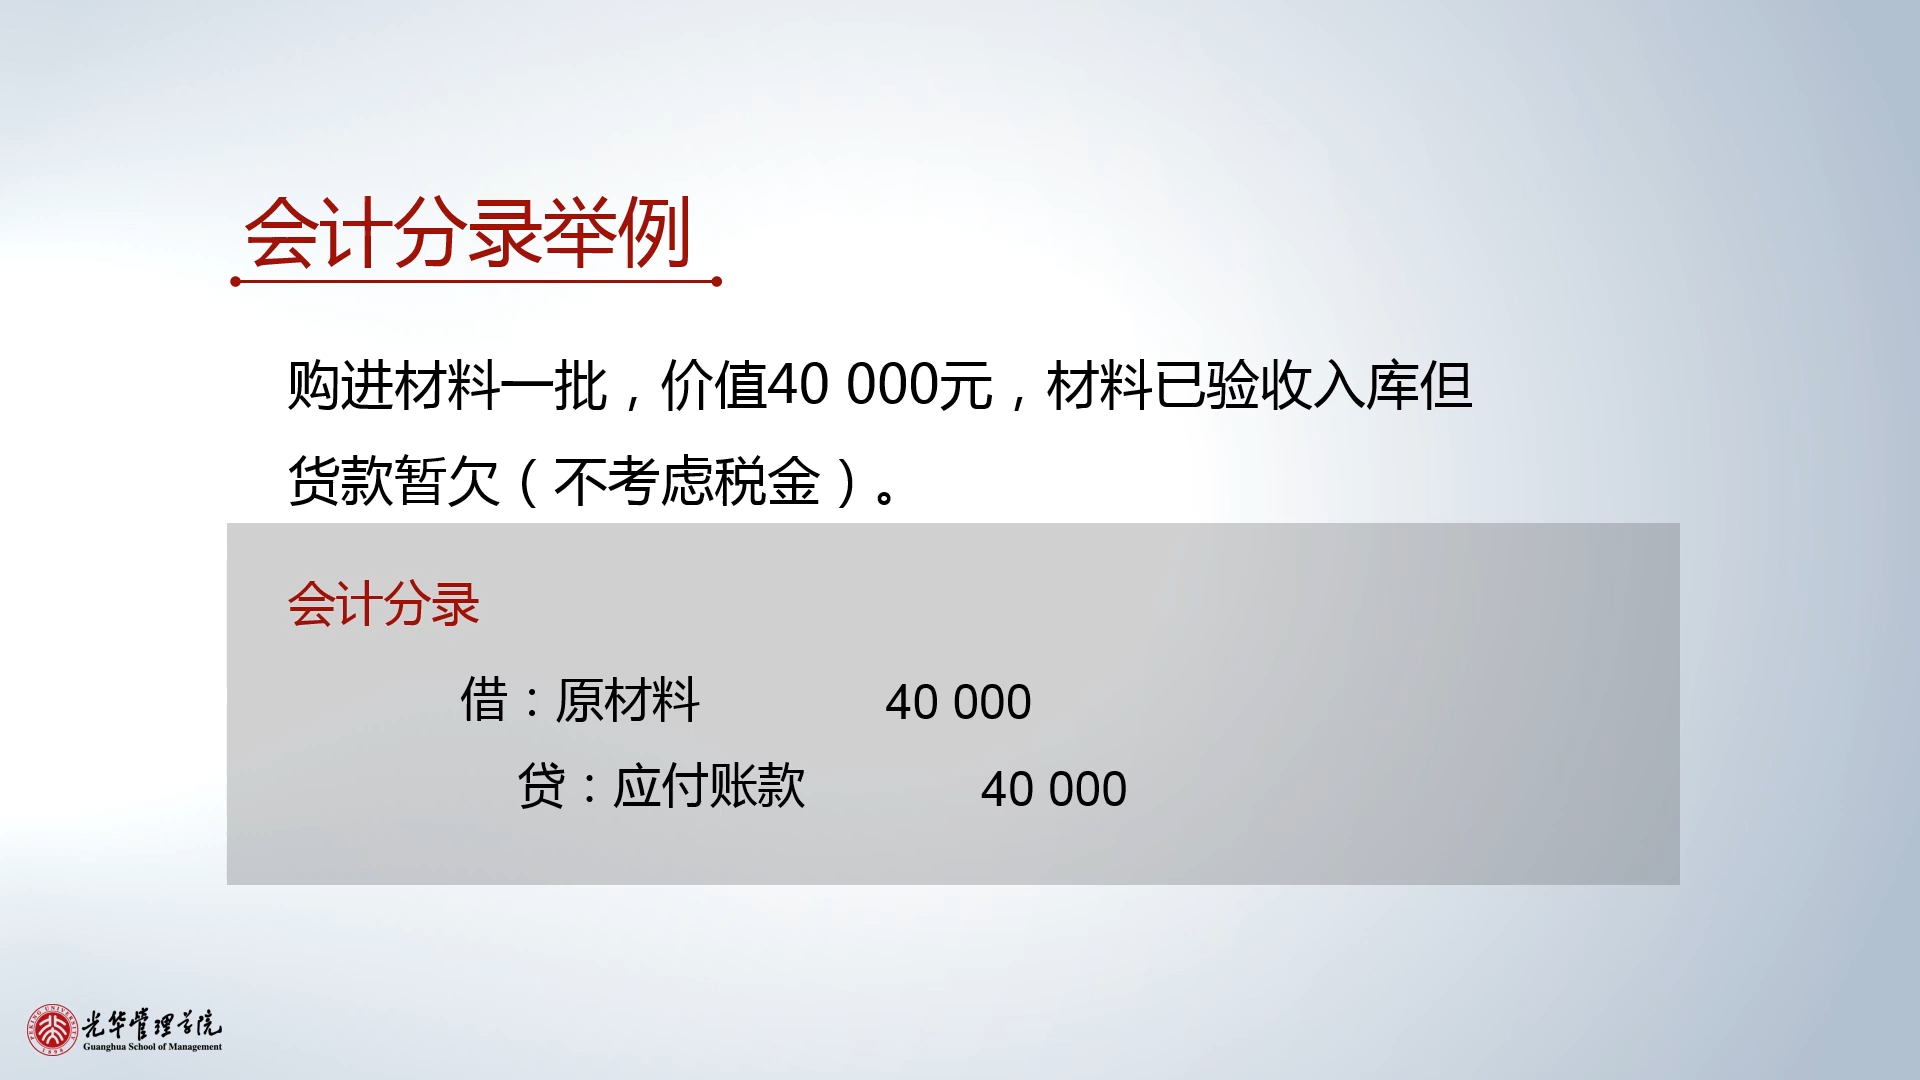 会计分录举例
购进材料一批，价值40 000元，材料已验收入库但
货款暂欠（不考虑税金）。
会计分录
借：原材料 40 000
贷：应付账款 40 000
光华管理学院
Guanghua School of Management
PEKING UNIVERSITY
1898